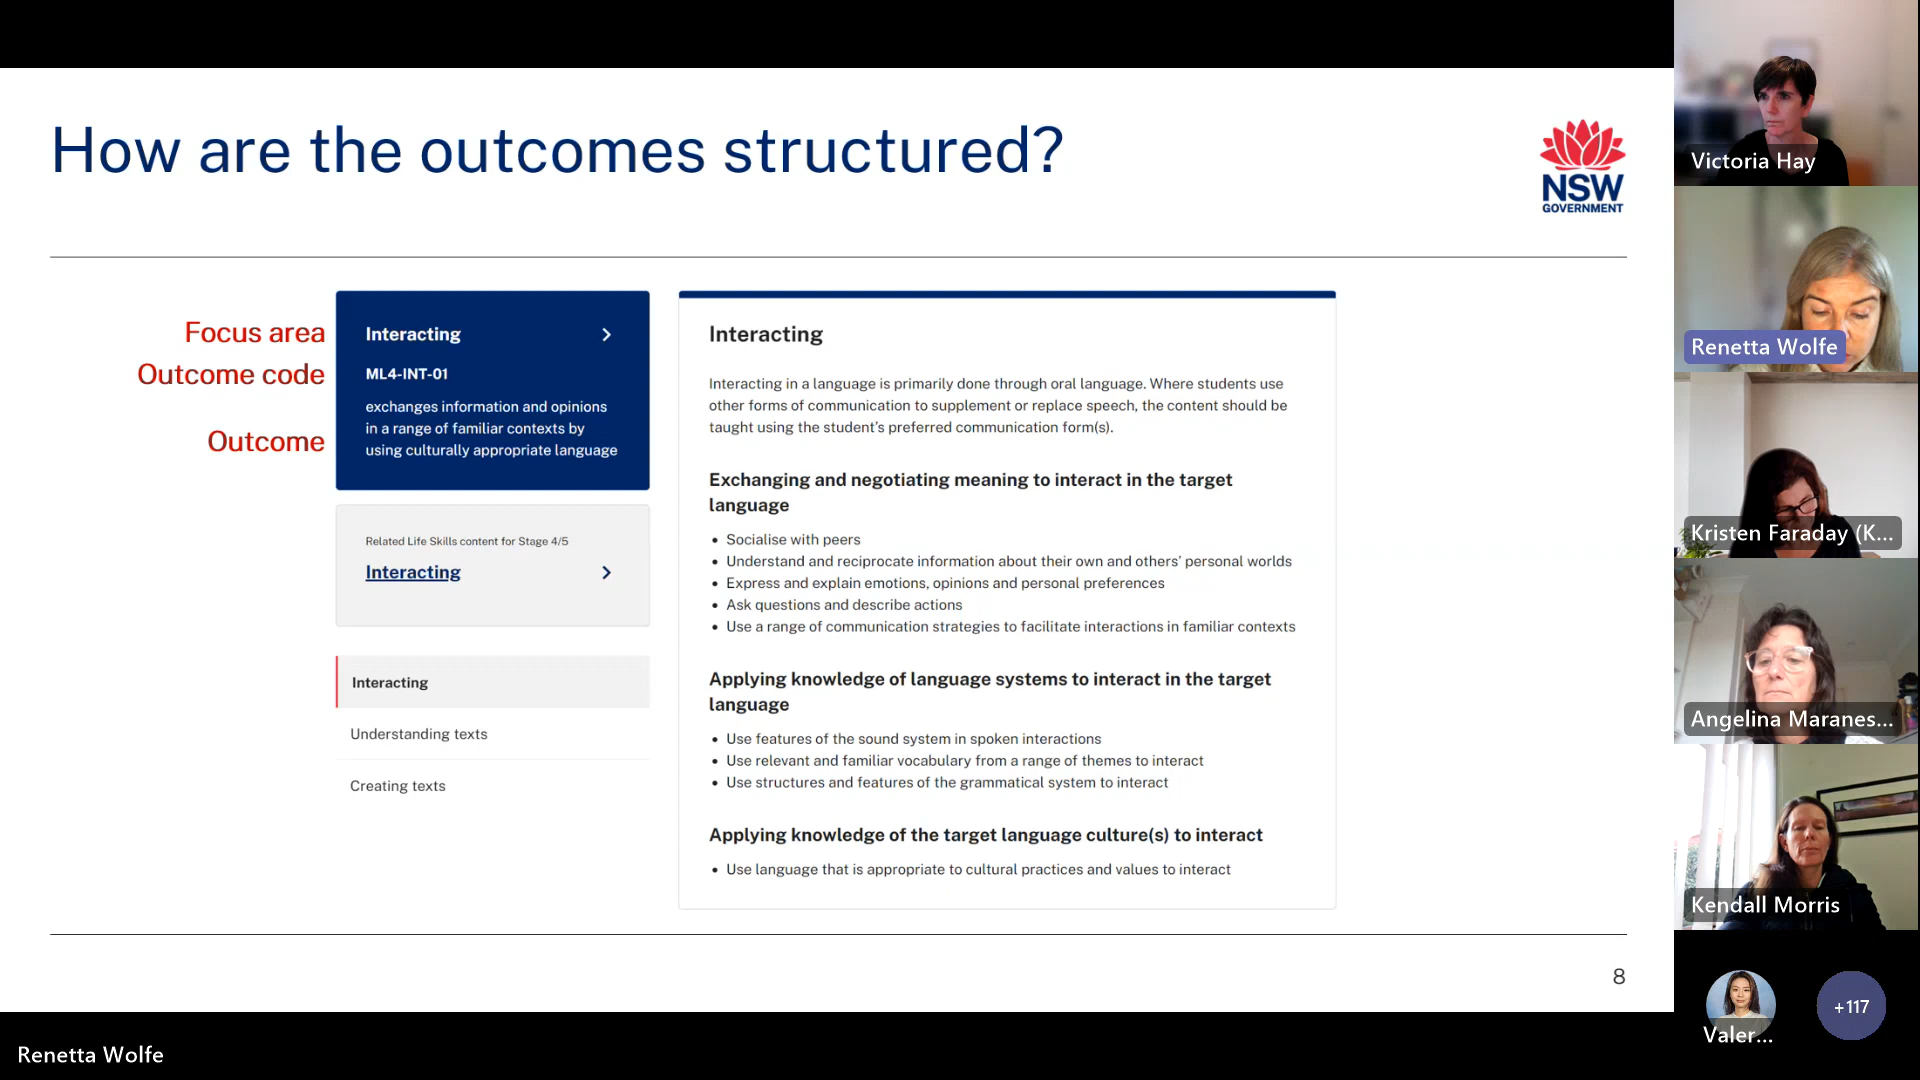 How are the outcomes structured?
NSW
GOVERNMENT
Focus area
Outcome code
Outcome
Interacting
ML4-INT-01
exchanges information and opinions
in a range of familiar contexts by
using culturally appropriate language
Related Life Skills content for Stage 4/5
Interacting
Interacting
Understanding texts
Creating texts
Interacting
Interacting in a language is primarily done through oral language. Where students use
other forms of communication to supplement or replace speech, the content should be
taught using the student's preferred communication form(s).
Exchanging and negotiating meaning to interact in the target
language
• Socialise with peers
• Understand and reciprocate information about their own and others' personal worlds
• Express and explain emotions, opinions and personal preferences
• Ask questions and describe actions
• Use a range of communication strategies to facilitate interactions in familiar contexts
Applying knowledge of language systems to interact in the target
language
• Use features of the sound system in spoken interactions
• Use relevant and familiar vocabulary from a range of themes to interact
• Use structures and features of the grammatical system to interact
Applying knowledge of the target language culture(s) to interact
• Use language that is appropriate to cultural practices and values to interact
8
Victoria Hay
Renetta Wolfe
Kristen Faraday (K...
Angelina Maranes...
Kendall Morris
Valer...
+117
Renetta Wolfe